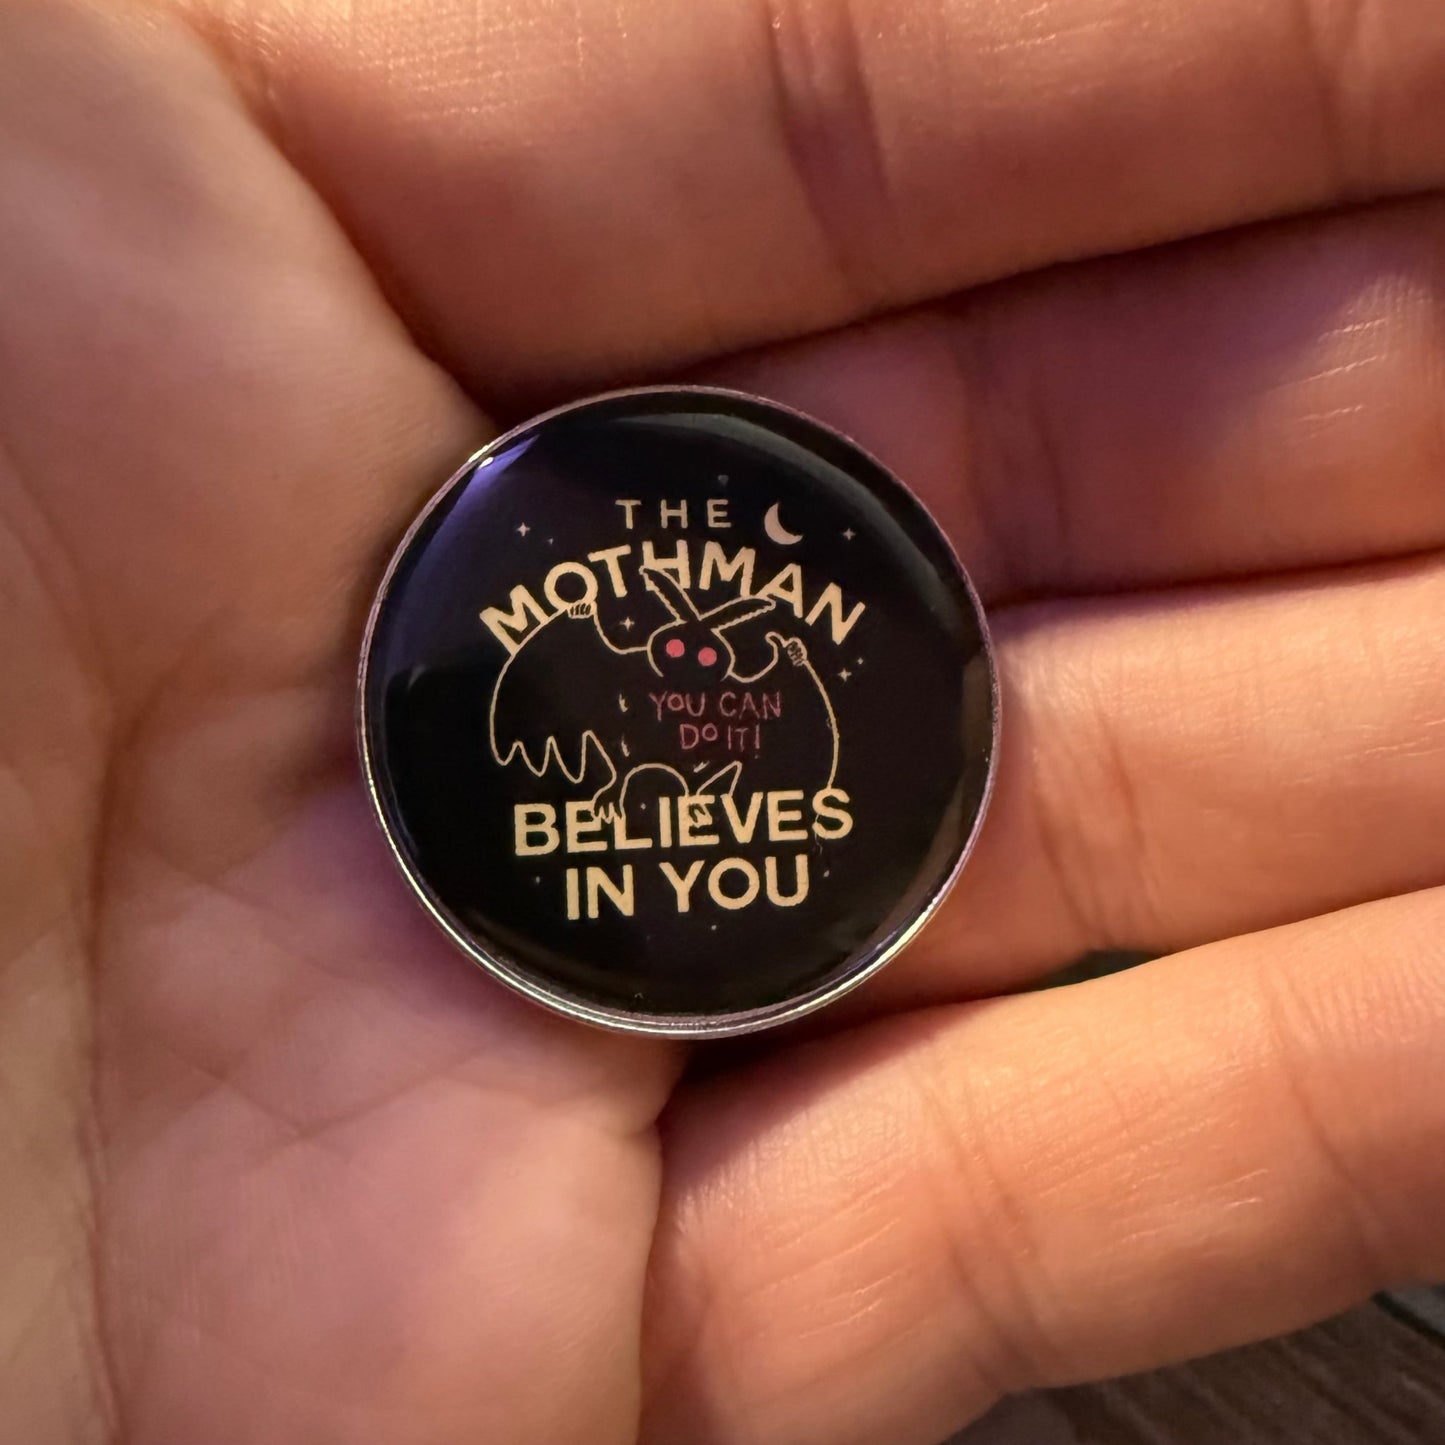 THE
MOTHMAN
YOU CAN
DO IT!
BELIEVES
IN YOU